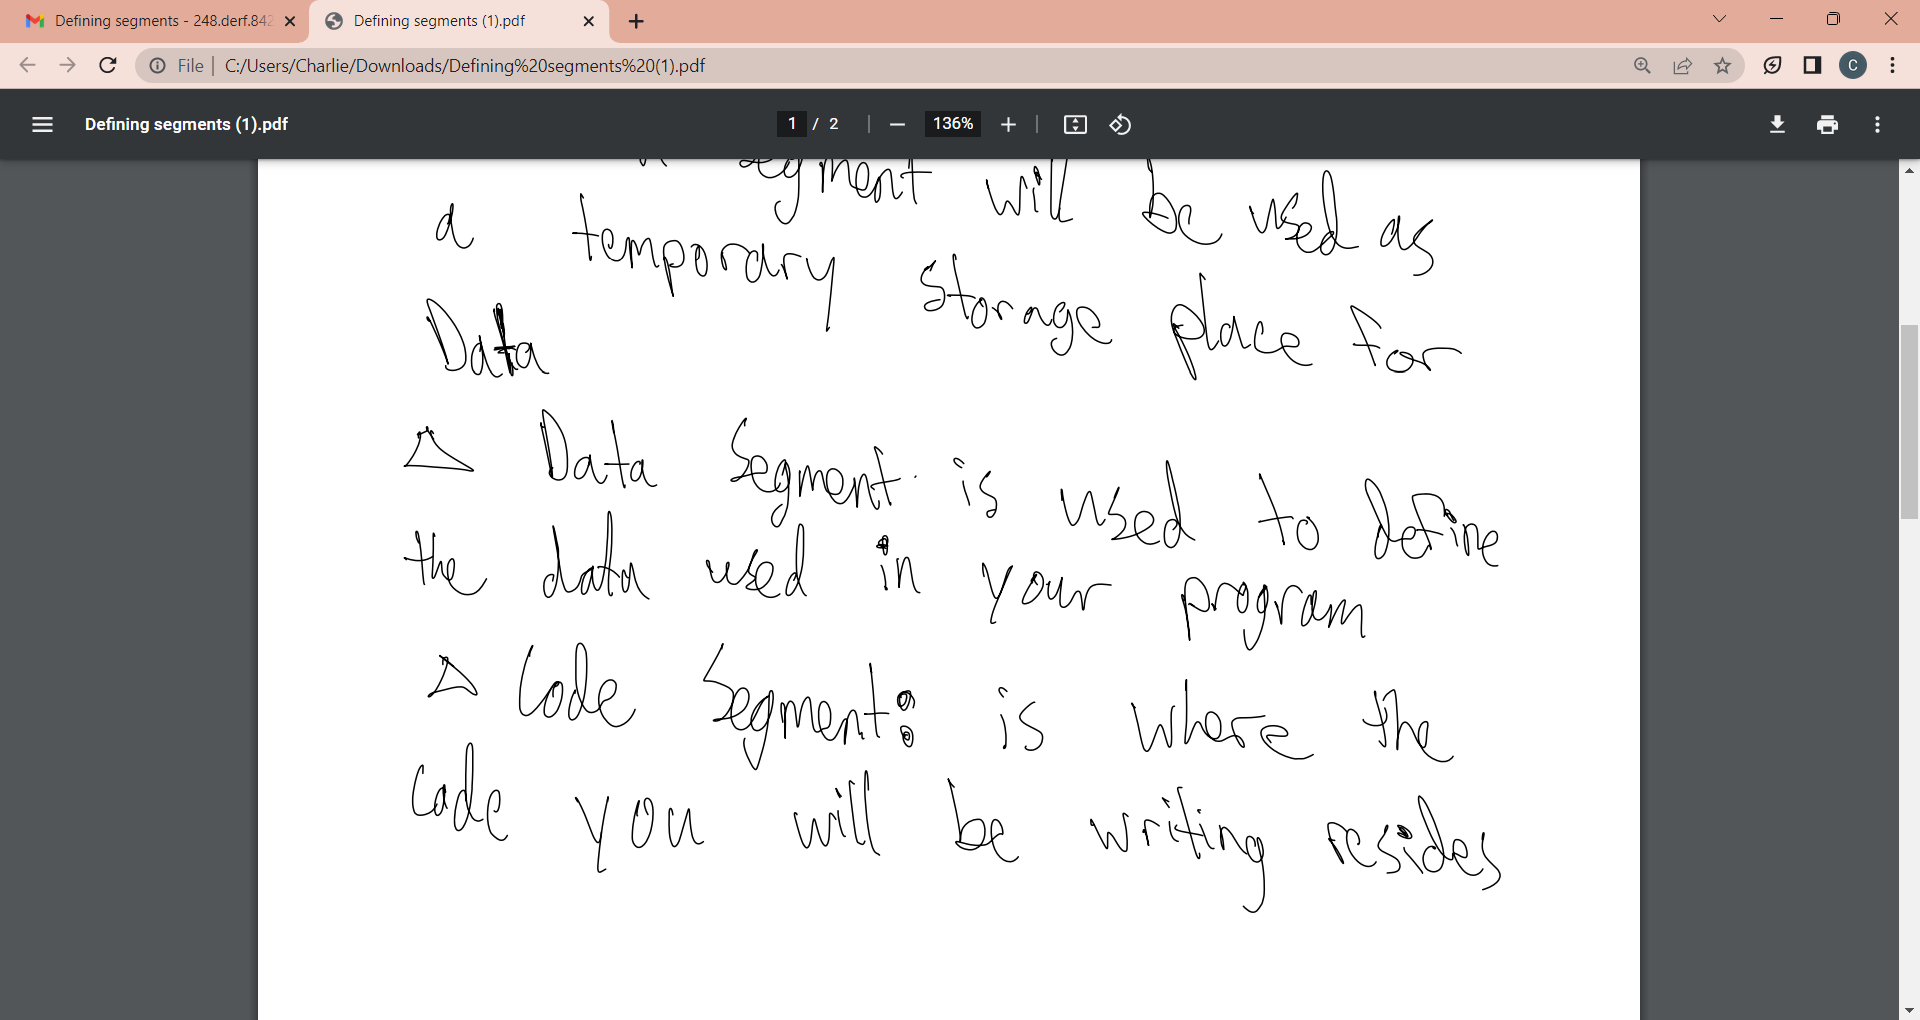 Defining segments - 248.derf.842
Defining segments (1).pdf
File
C:/Users/Charlie/Downloads/Defining%20segments%20(1).pdf
C
Defining segments (1).pdf
1 / 2
136%
segment will be used as
a temporary storage place for
Data
Data Segment is used to define
the data used in your program
Code Segment: is where the
code you will be writing resides